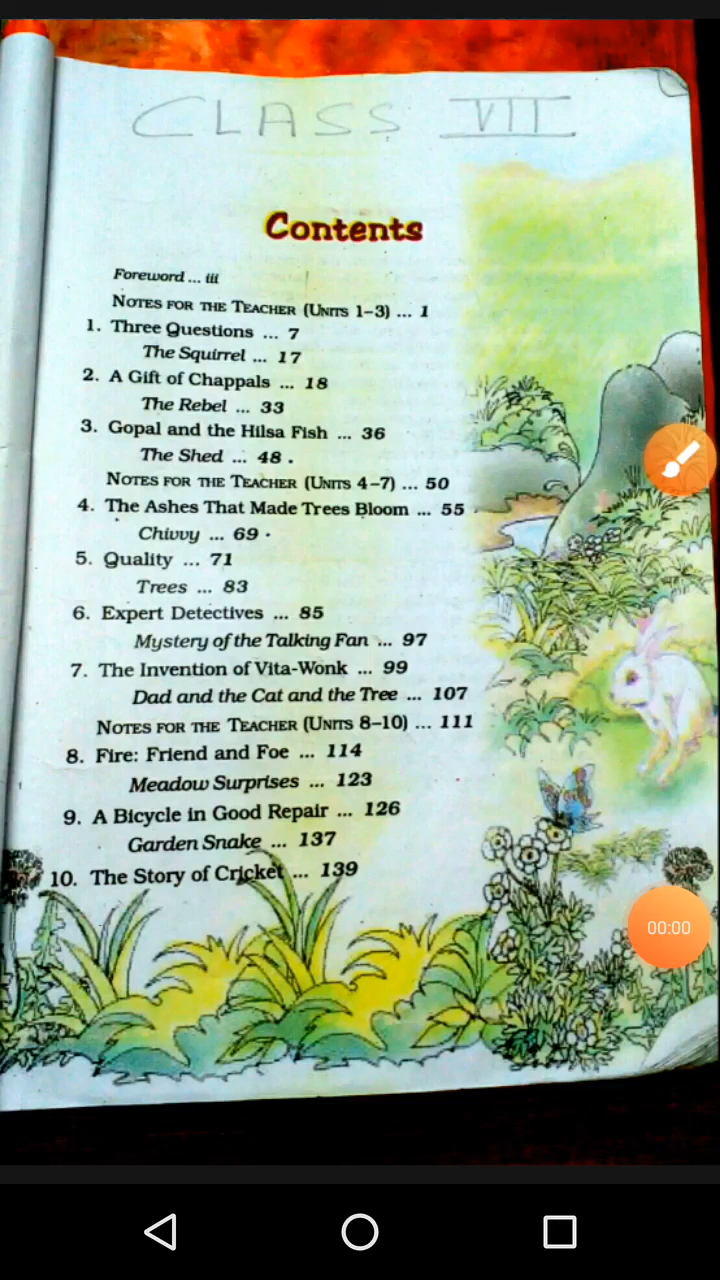 CLASS VII
Contents
Foreword ... iii
NOTES FOR THE TEACHER (UNITS 1–3) ... 1
1. Three Questions ... 7
The Squirrel ... 17
2. A Gift of Chappals ... 18
The Rebel ... 33
3. Gopal and the Hilsa Fish ... 36
The Shed ... 48
NOTES FOR THE TEACHER (UNITS 4–7) ... 50
4. The Ashes That Made Trees Bloom ... 55
Chivvy ... 69
5. Quality ... 71
Trees ... 83
6. Expert Detectives ... 85
Mystery of the Talking Fan ... 97
7. The Invention of Vita-Wonk ... 99
Dad and the Cat and the Tree ... 107
NOTES FOR THE TEACHER (UNITS 8–10) ... 111
8. Fire: Friend and Foe ... 114
Meadow Surprises ... 123
9. A Bicycle in Good Repair ... 126
Garden Snake ... 137
10. The Story of Cricket ... 139
00:00